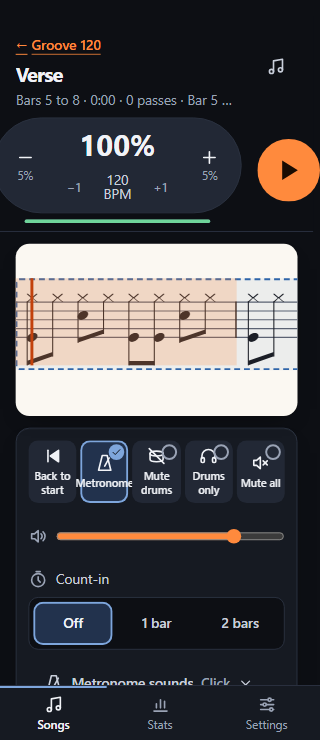 ← Groove 120
Verse
Bars 5 to 8 · 0:00 · 0 passes · Bar 5 ...
100%
− +
5% 5%
−1 120 BPM +1
Back to start
Metronome
Mute drums
Drums only
Mute all
Count-in
Off 1 bar 2 bars
Metronome sounds Click
Songs Stats Settings